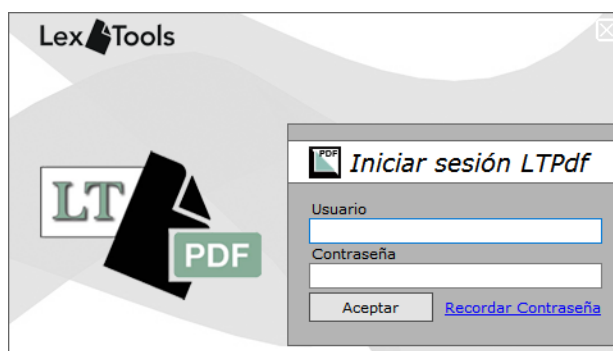 Lex Tools
LT
PDF
PDF
Iniciar sesión LTPdf
Usuario
Contraseña
Aceptar
Recordar Contraseña